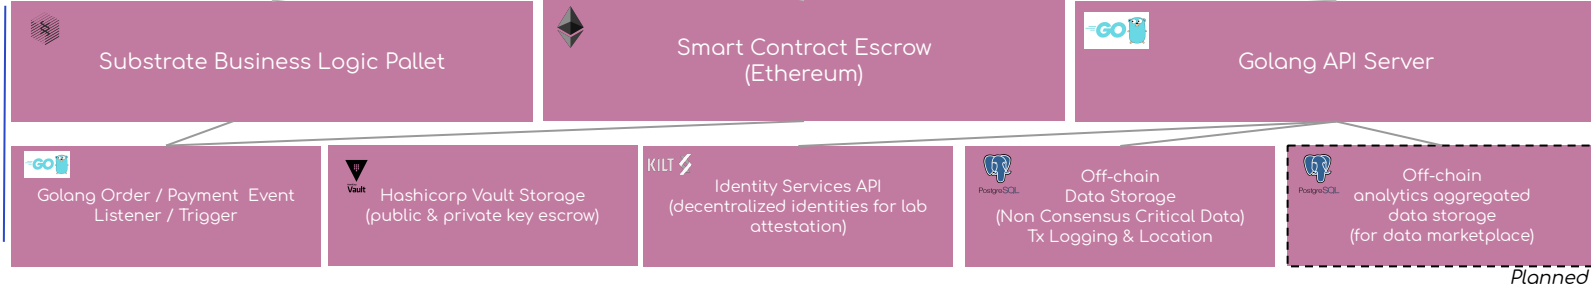 Substrate Business Logic Pallet
Smart Contract Escrow
(Ethereum)
GO
Golang API Server
GO
Golang Order / Payment Event
Listener / Trigger
Vault
Hashicorp Vault Storage
(public & private key escrow)
KILT
Identity Services API
(decentralized identities for lab
attestation)
PostgreSQL
Off-chain
Data Storage
(Non Consensus Critical Data)
Tx Logging & Location
PostgreSQL
Off-chain
analytics aggregated
data storage
(for data marketplace)
Planned